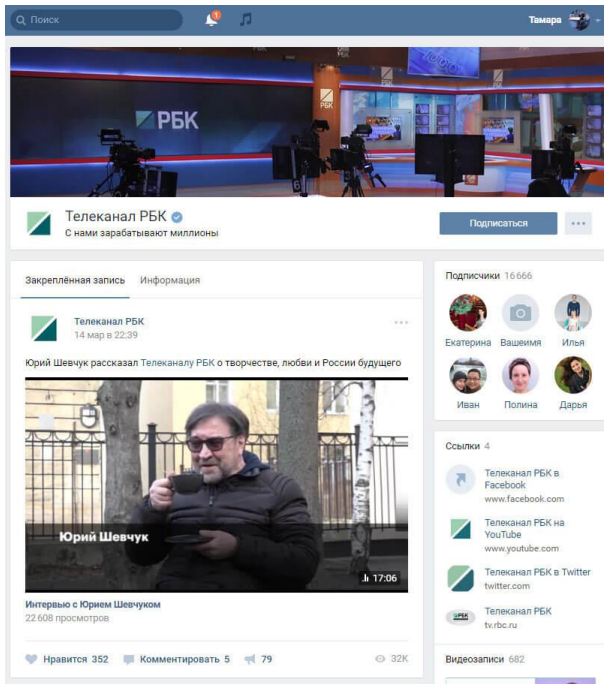 Поиск
1
Тамара
РБК
РБК
РБК
6
Телеканал РБК
С нами зарабатывают миллионы
Подписаться
Закреплённая запись Информация
Телеканал РБК
14 мар в 22:39
Юрий Шевчук рассказал Телеканалу РБК о творчестве, любви и России будущего
Юрий Шевчук
17:06
Интервью с Юрием Шевчуком
22 608 просмотров
Нравится 352 Комментировать 5 79 32K
Подписчики 16 666
Екатерина Вашеимя Илья
Иван Полина Дарья
Ссылки 4
Телеканал РБК в
Facebook
www.facebook.com
Телеканал РБК на
YouTube
www.youtube.com
Телеканал РБК в Twitter
twitter.com
РБК
Телеканал РБК
tv.rbc.ru
Видеозаписи 682